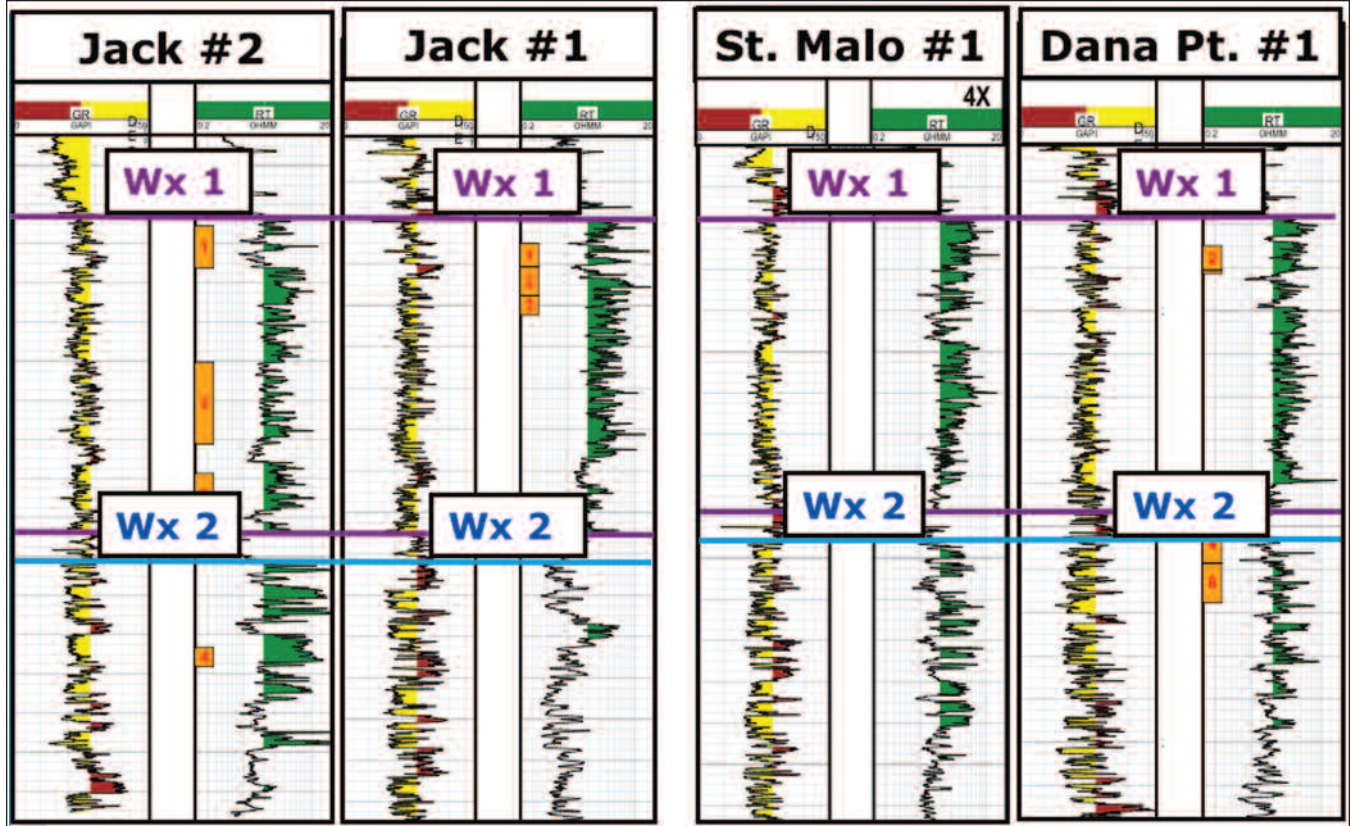 Jack #2
Jack #1
St. Malo #1
Dana Pt. #1
4X
GR
RT
GR
RT
GR
RT
GR
RT
GAPI
0.2
OHMM
20
GAPI
0.2
OHMM
20
GAPI
0.2
OHMM
20
GAPI
0.2
OHMM
20
Wx 1
Wx 1
Wx 1
Wx 1
Wx 2
Wx 2
Wx 2
Wx 2